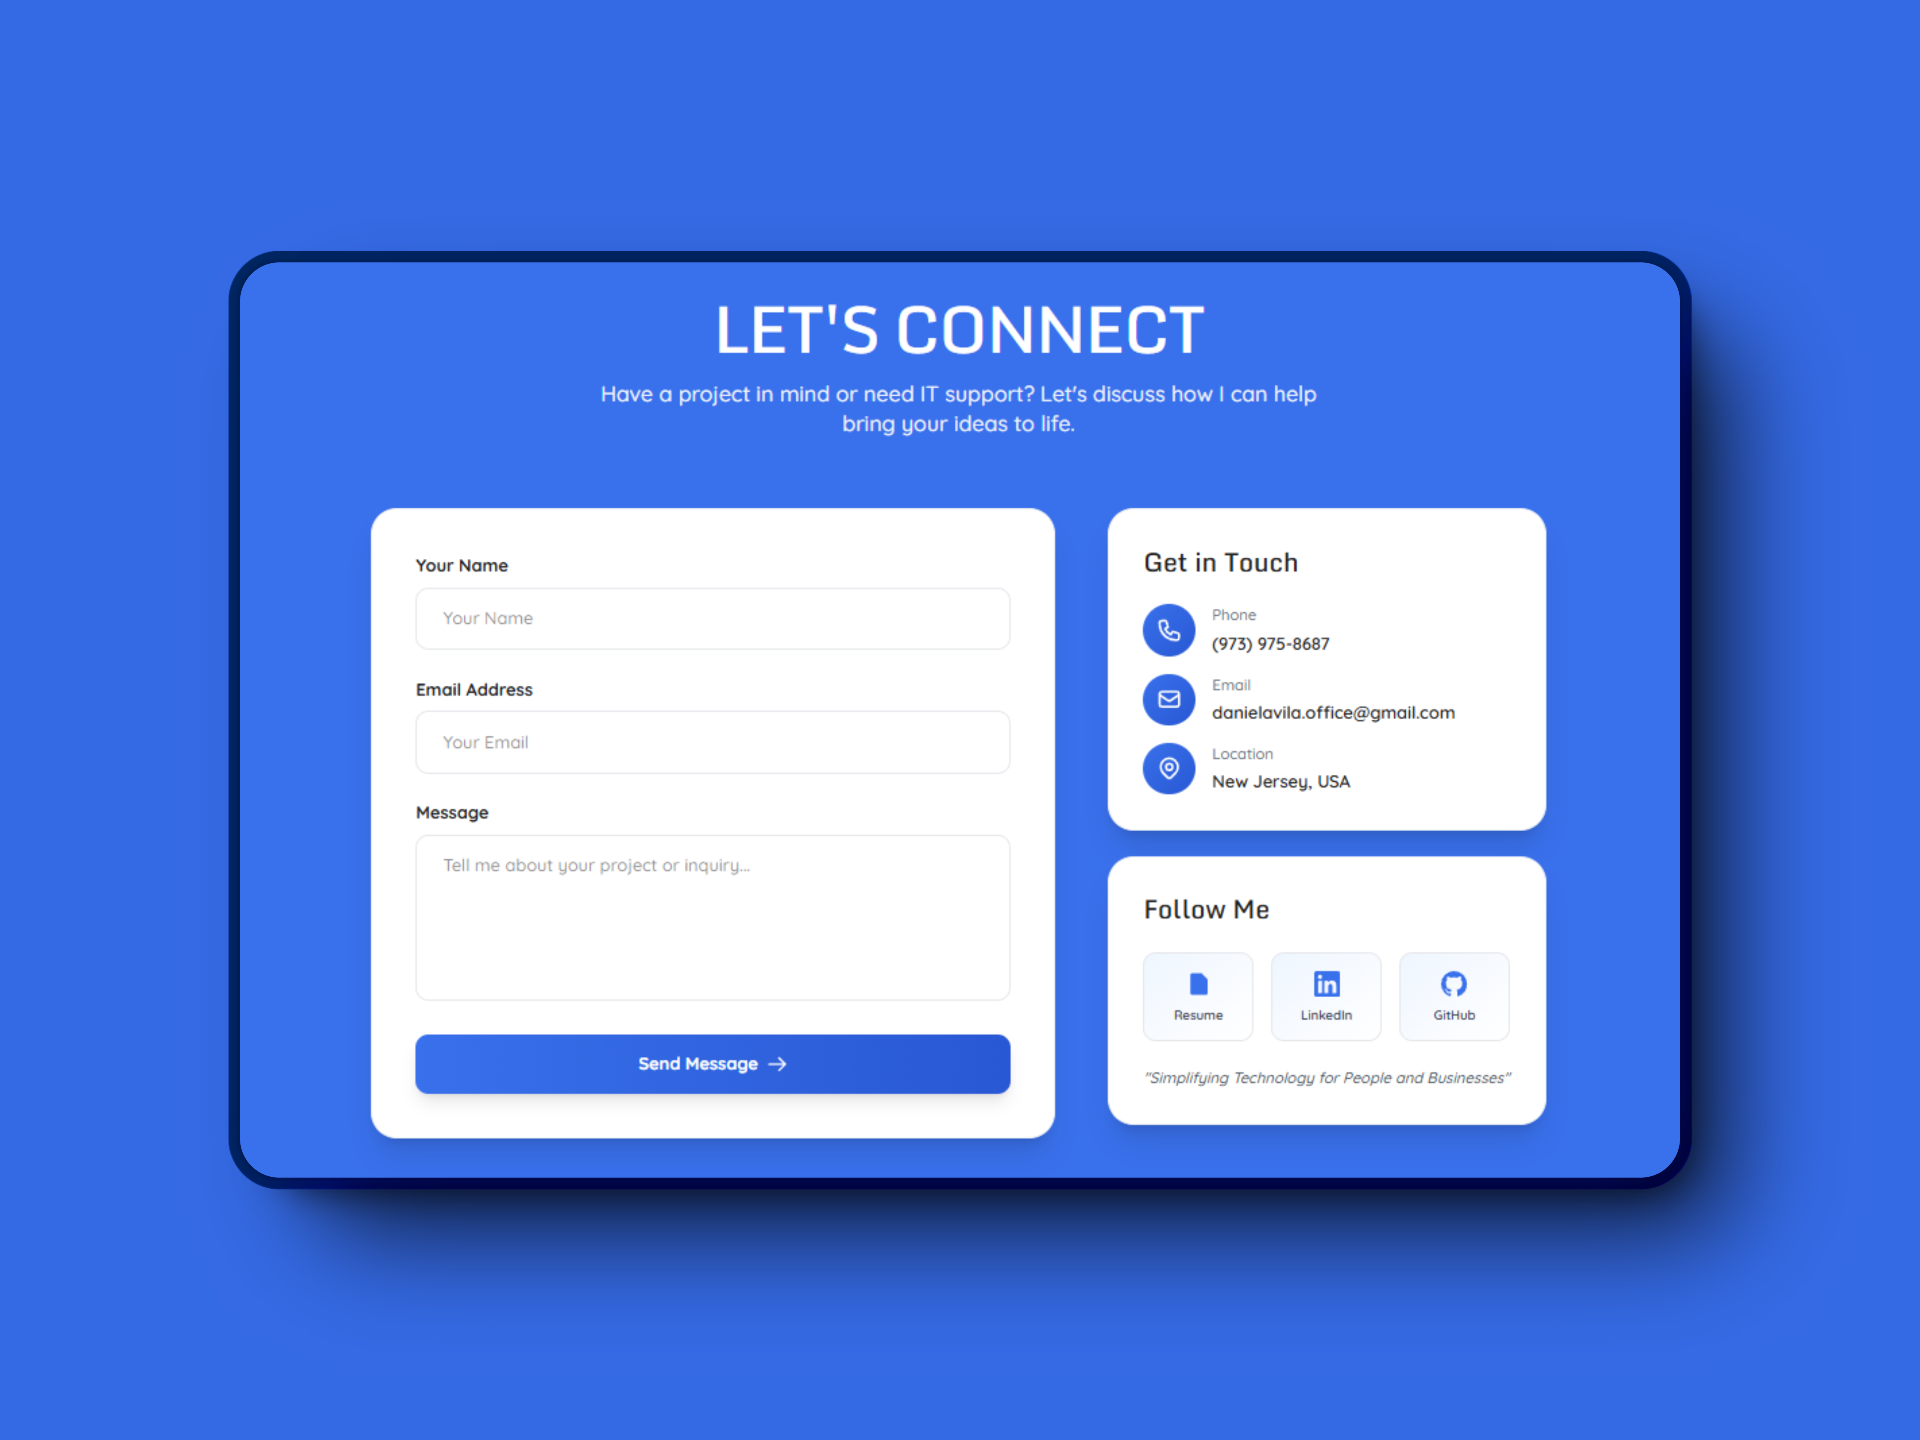 LET'S CONNECT
Have a project in mind or need IT support? Let's discuss how I can help
bring your ideas to life.
Your Name
Your Name
Email Address
Your Email
Message
Tell me about your project or inquiry...
Send Message
Get in Touch
Phone
(973) 975-8687
Email
danielavila.office@gmail.com
Location
New Jersey, USA
Follow Me
in
Resume
LinkedIn
GitHub
"Simplifying Technology for People and Businesses"